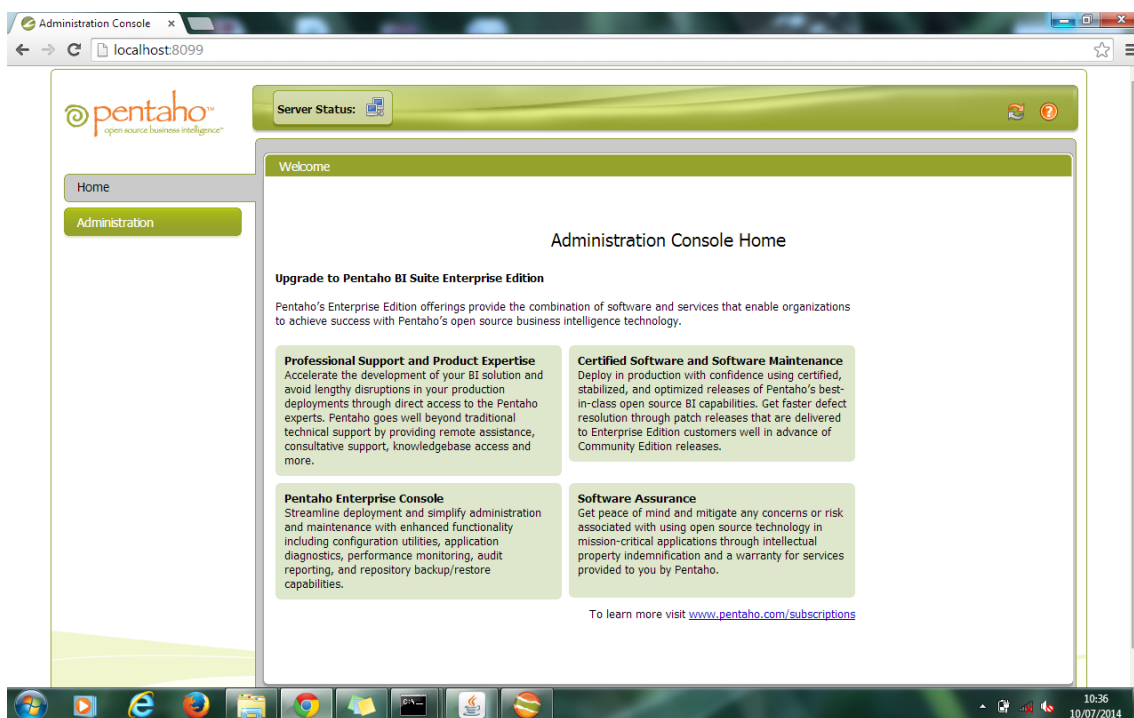 Administration Console
localhost:8099
pentaho™
open source business intelligence™
Server Status:
Home
Administration
Welcome
Administration Console Home
Upgrade to Pentaho BI Suite Enterprise Edition
Pentaho's Enterprise Edition offerings provide the combination of software and services that enable organizations
to achieve success with Pentaho's open source business intelligence technology.
Professional Support and Product Expertise
Accelerate the development of your BI solution and
avoid lengthy disruptions in your production
deployments through direct access to the Pentaho
experts. Pentaho goes well beyond traditional
technical support by providing remote assistance,
consultative support, knowledgebase access and
more.
Certified Software and Software Maintenance
Deploy in production with confidence using certified,
stabilized, and optimized releases of Pentaho's best-
in-class open source BI capabilities. Get faster defect
resolution through patch releases that are delivered
to Enterprise Edition customers well in advance of
Community Edition releases.
Pentaho Enterprise Console
Streamline deployment and simplify administration
and maintenance with enhanced functionality
including configuration utilities, application
diagnostics, performance monitoring, audit
reporting, and repository backup/restore
capabilities.
Software Assurance
Get peace of mind and mitigate any concerns or risk
associated with using open source technology in
mission-critical applications through intellectual
property indemnification and a warranty for services
provided to you by Pentaho.
To learn more visit www.pentaho.com/subscriptions
10:36
10/07/2014